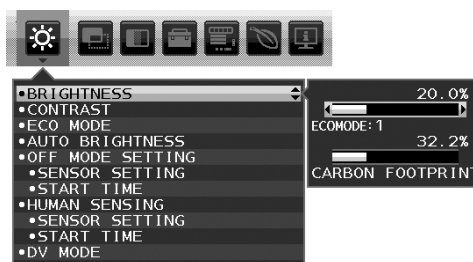 •BRIGHTNESS
•CONTRAST
•ECO MODE
•AUTO BRIGHTNESS
•OFF MODE SETTING
•SENSOR SETTING
•START TIME
•HUMAN SENSING
•SENSOR SETTING
•START TIME
•DV MODE
20.0%
ECOMODE:1
32.2%
CARBON FOOTPRINT